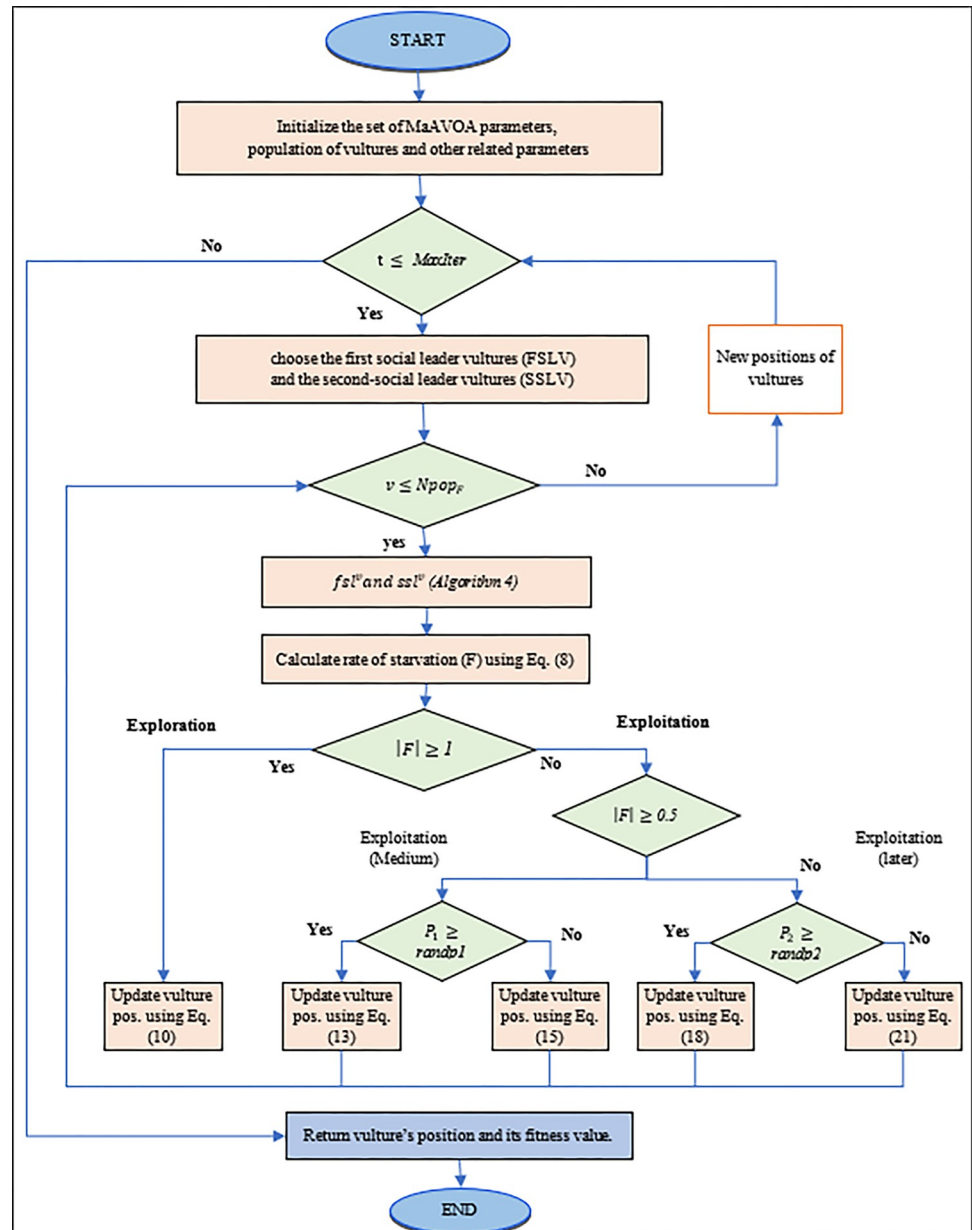 START
Initialize the set of MaAVOA parameters,
population of vultures and other related parameters
No
t ≤ MaxIter
Yes
choose the first social leader vultures (FSLV)
and the second-social leader vultures (SSLV)
New positions of
vultures
No
v ≤ Npop_F
yes
fslᵛ and sslᵛ (Algorithm 4)
Calculate rate of starvation (F) using Eq. (8)
Exploration
Exploitation
|F| ≥ 1
Yes
No
|F| ≥ 0.5
Exploitation
(Medium)
Exploitation
(later)
No
Yes
P₁ ≥
randp1
No
Yes
P₂ ≥
randp2
No
Update vulture
pos. using Eq.
(10)
Update vulture
pos. using Eq.
(13)
Update vulture
pos. using Eq.
(15)
Update vulture
pos. using Eq.
(18)
Update vulture
pos. using Eq.
(21)
Return vulture's position and its fitness value.
END